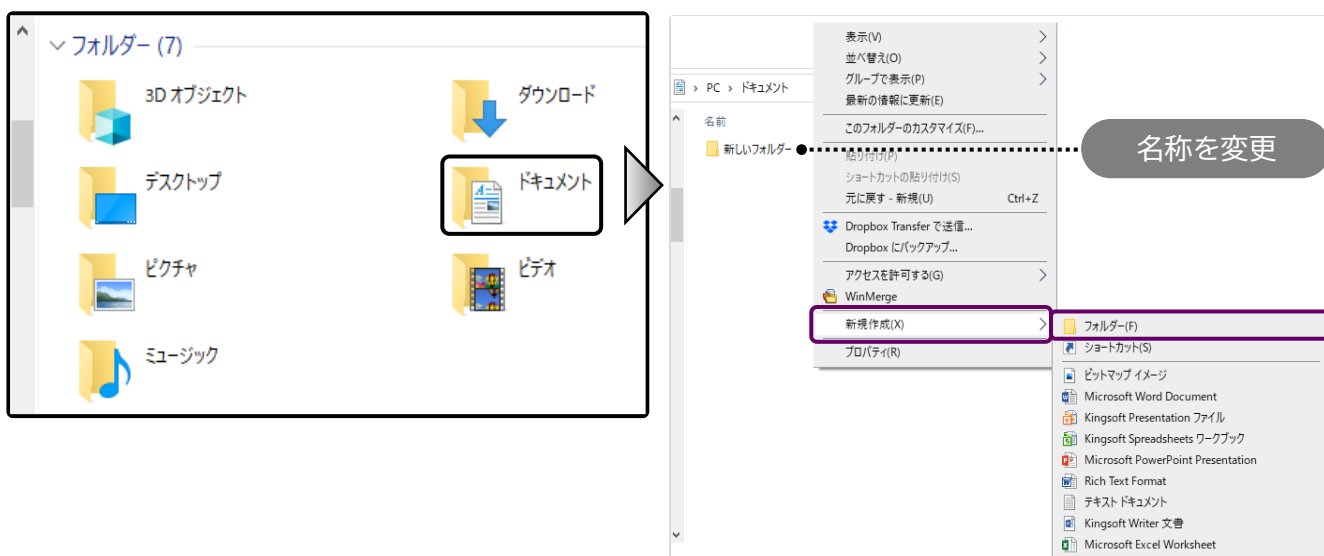 フォルダー (7)
3D オブジェクト
ダウンロード
デスクトップ
ドキュメント
ピクチャ
ビデオ
ミュージック
PC › ドキュメント
名前
新しいフォルダー
表示(V)
並べ替え(O)
グループで表示(P)
最新の情報に更新(E)
このフォルダーのカスタマイズ(F)...
貼り付け(P)
ショートカットの貼り付け(S)
元に戻す - 新規(U) Ctrl+Z
Dropbox Transfer で送信...
Dropbox にバックアップ...
アクセスを許可する(G)
WinMerge
新規作成(X)
プロパティ(R)
名称を変更
フォルダー(F)
ショートカット(S)
ビットマップ イメージ
Microsoft Word Document
Kingsoft Presentation ファイル
Kingsoft Spreadsheets ワークブック
Microsoft PowerPoint Presentation
Rich Text Format
テキスト ドキュメント
Kingsoft Writer 文書
Microsoft Excel Worksheet